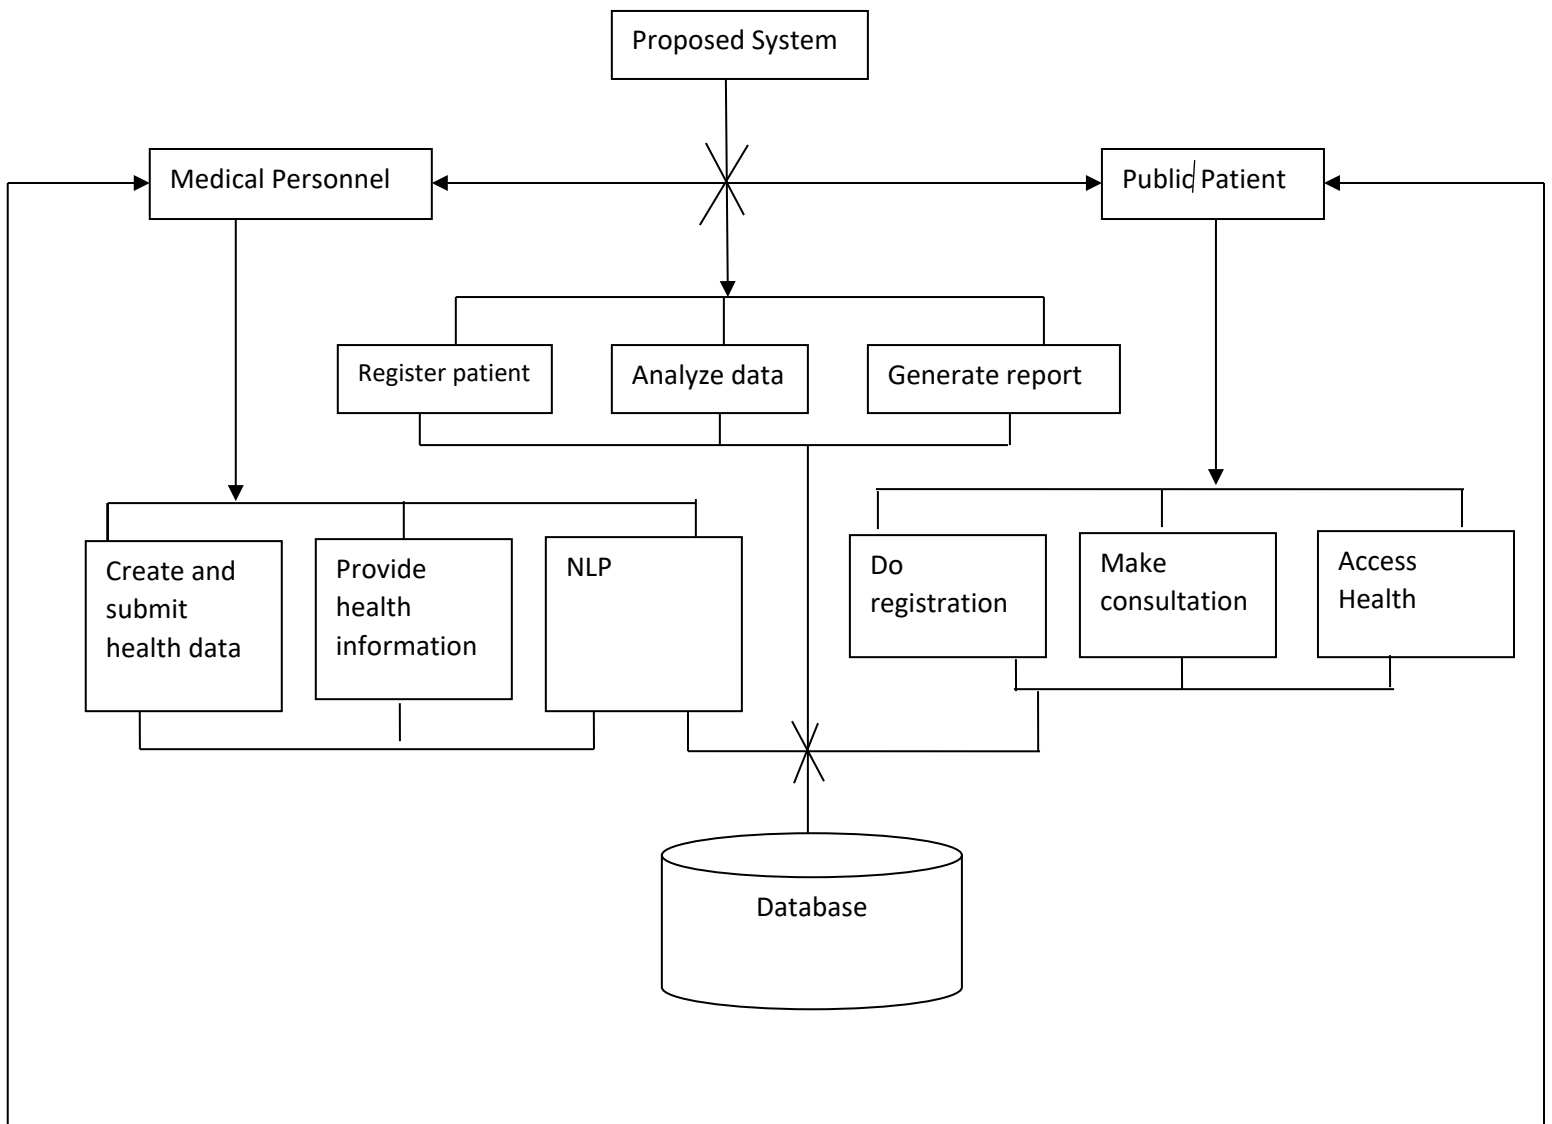 Proposed System
Medical Personnel
Public/Patient
Register patient
Analyze data
Generate report
Create and
submit
health data
Provide
health
information
NLP
Do
registration
Make
consultation
Access
Health
Database